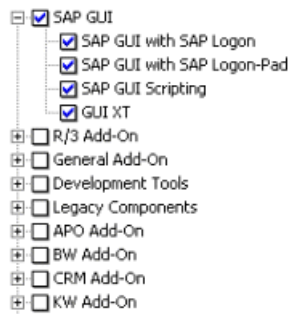 SAP GUI
SAP GUI with SAP Logon
SAP GUI with SAP Logon-Pad
SAP GUI Scripting
GUI XT
R/3 Add-On
General Add-On
Development Tools
Legacy Components
APO Add-On
BW Add-On
CRM Add-On
KW Add-On